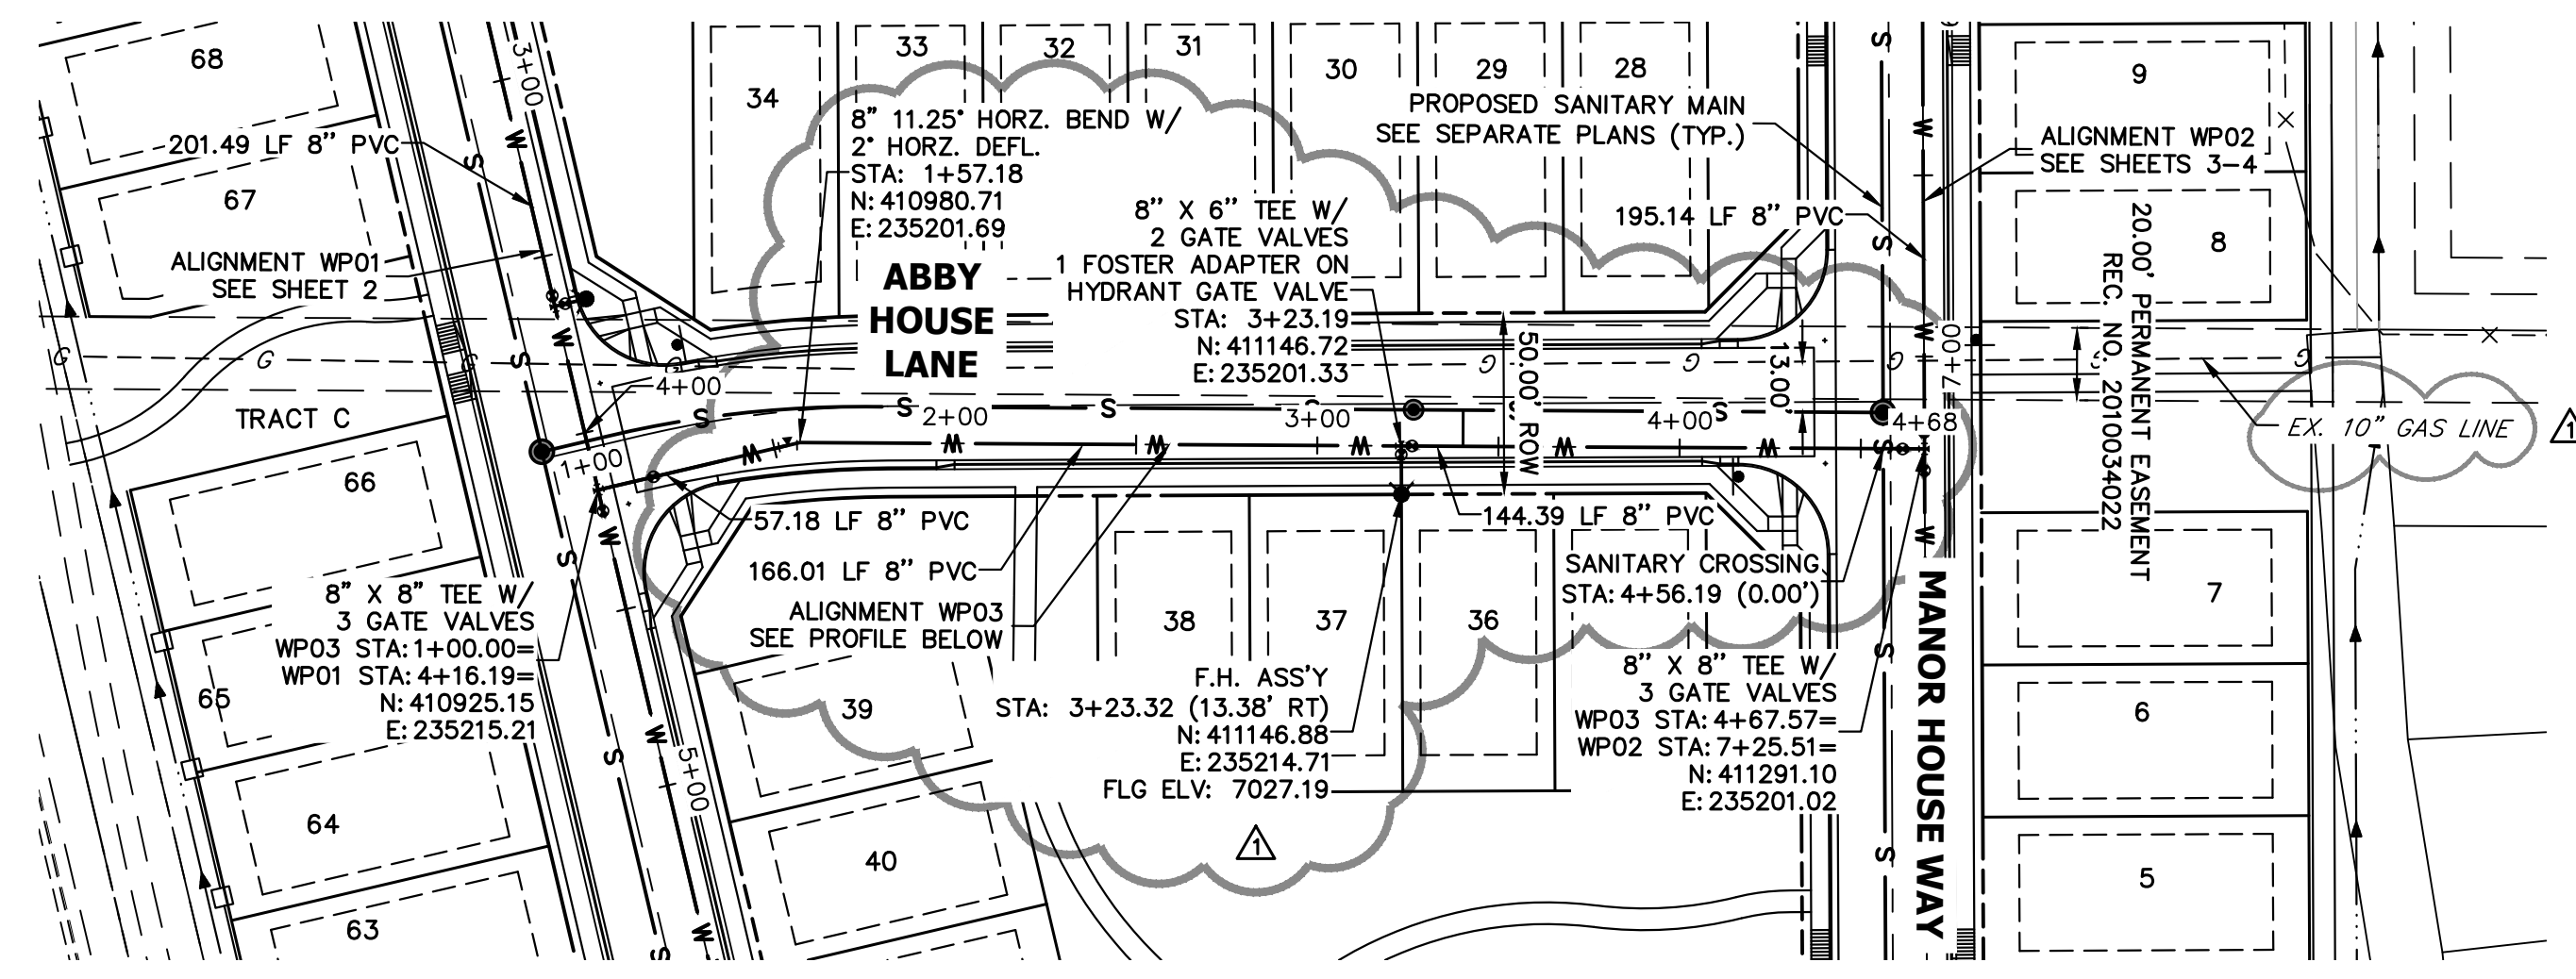 68
3+00
201.49 LF 8" PVC
67
ALIGNMENT WP01
SEE SHEET 2
34
33
32
31
30
29
28
8" 11.25° HORZ. BEND W/
2° HORZ. DEFL.
STA: 1+57.18
N: 410980.71
E: 235201.69
8" X 6" TEE W/
2 GATE VALVES
1 FOSTER ADAPTER ON
HYDRANT GATE VALVE
STA: 3+23.19
N: 411146.72
E: 235201.33
ABBY
HOUSE
LANE
PROPOSED SANITARY MAIN
SEE SEPARATE PLANS (TYP.)
195.14 LF 8" PVC
9
ALIGNMENT WP02
SEE SHEETS 3-4
8
20.00' PERMANENT EASEMENT
REC. NO. 2010034022
50.00' ROW
13.00'
7+00
G G G G G G G G
TRACT C
4+00
1+00
2+00
3+00
4+00
4+68
S S S S S S S S S S S S S
W W W W W W W W W W W W W W
EX. 10" GAS LINE
1
66
57.18 LF 8" PVC
144.39 LF 8" PVC
166.01 LF 8" PVC
ALIGNMENT WP03
SEE PROFILE BELOW
8" X 8" TEE W/
3 GATE VALVES
WP03 STA: 1+00.00=
WP01 STA: 4+16.19=
N: 410925.15
E: 235215.21
SANITARY CROSSING
STA: 4+56.19 (0.00')
38
37
36
7
65
39
F.H. ASS'Y
STA: 3+23.32 (13.38' RT)
N: 411146.88
E: 235214.71
FLG ELV: 7027.19
8" X 8" TEE W/
3 GATE VALVES
WP03 STA: 4+67.57=
WP02 STA: 7+25.51=
N: 411291.10
E: 235201.02
MANOR HOUSE WAY
6
5+00
64
1
40
5
63